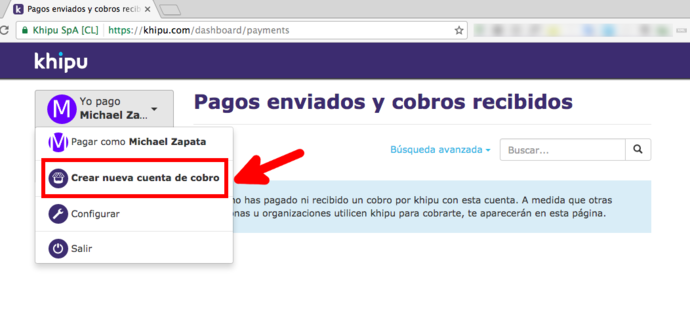 Pagos enviados y cobros recib
Khipu SpA [CL] https://khipu.com/dashboard/payments
khipu
Yo pago
Michael Za...
Pagos enviados y cobros recibidos
Pagar como Michael Zapata
Búsqueda avanzada
Buscar...
Crear nueva cuenta de cobro
no has pagado ni recibido un cobro por khipu con esta cuenta. A medida que otras
onas u organizaciones utilicen khipu para cobrarte, te aparecerán en esta página.
Configurar
Salir